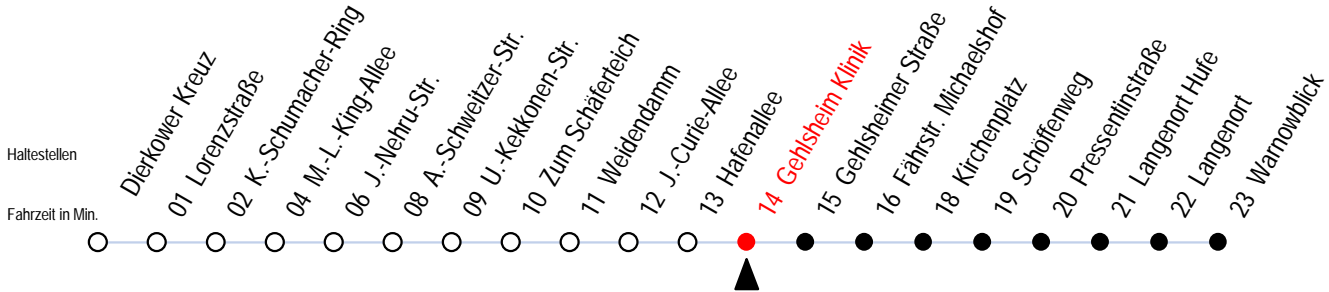 Haltestellen
Fahrzeit in Min.
Dierkower Kreuz
01 Lorenzstraße
02 K.-Schumacher-Ring
04 M.-L.-King-Allee
06 J.-Nehru-Str.
08 A.-Schweitzer-Str.
09 U.-Kekkonen-Str.
10 Zum Schäferteich
11 Weidendamm
12 J.-Curie-Allee
13 Hafenallee
14 Gehlsheim Klinik
15 Gehlsheimer Straße
16 Fährstr. Michaelshof
18 Kirchenplatz
19 Schöffenweg
20 Pressentinstraße
21 Langenort Hufe
22 Langenort
23 Warnowblick